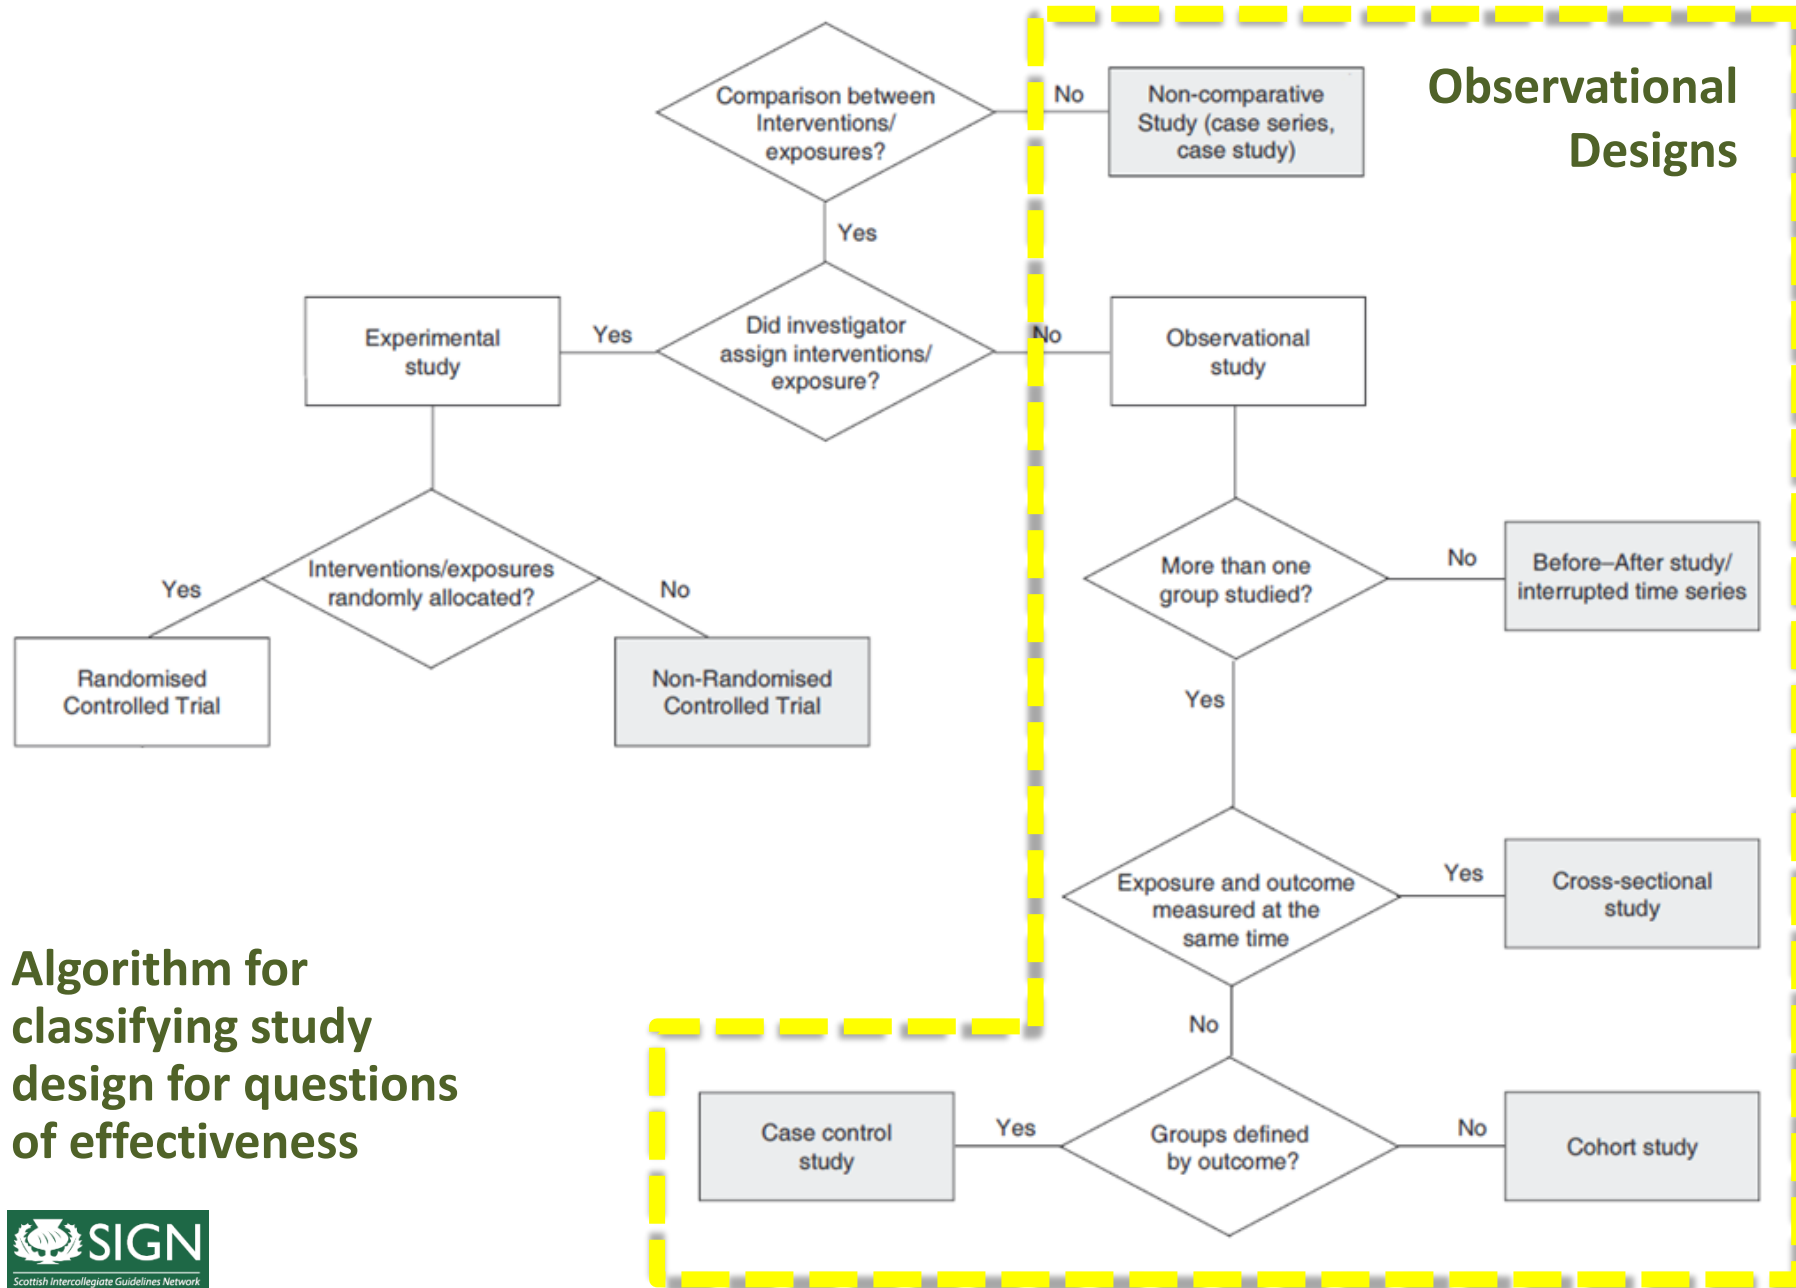 Observational
Designs
Comparison between
Interventions/
exposures?
No
Non-comparative
Study (case series,
case study)
Yes
Experimental
study
Yes
Did investigator
assign interventions/
exposure?
No
Observational
study
Interventions/exposures
randomly allocated?
Yes
No
Randomised
Controlled Trial
Non-Randomised
Controlled Trial
More than one
group studied?
No
Before–After study/
interrupted time series
Yes
Exposure and outcome
measured at the
same time
Yes
Cross-sectional
study
No
Case control
study
Yes
Groups defined
by outcome?
No
Cohort study
Algorithm for
classifying study
design for questions
of effectiveness
SIGN
Scottish Intercollegiate Guidelines Network